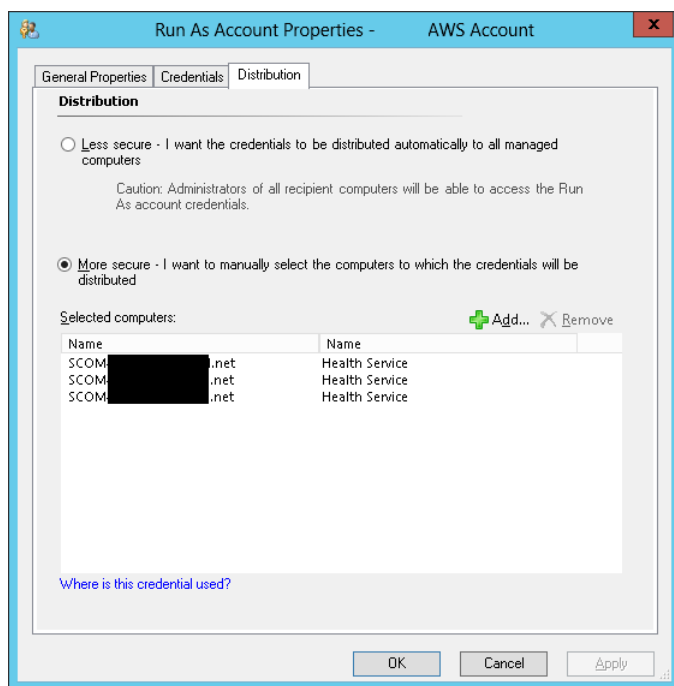 Run As Account Properties - AWS Account
x
General Properties Credentials Distribution
Distribution
Less secure - I want the credentials to be distributed automatically to all managed
computers
Caution: Administrators of all recipient computers will be able to access the Run
As account credentials.
More secure - I want to manually select the computers to which the credentials will be
distributed
Selected computers:
Add... Remove
Name Name
SCOM .net Health Service
SCOM .net Health Service
SCOM .net Health Service
Where is this credential used?
OK Cancel Apply